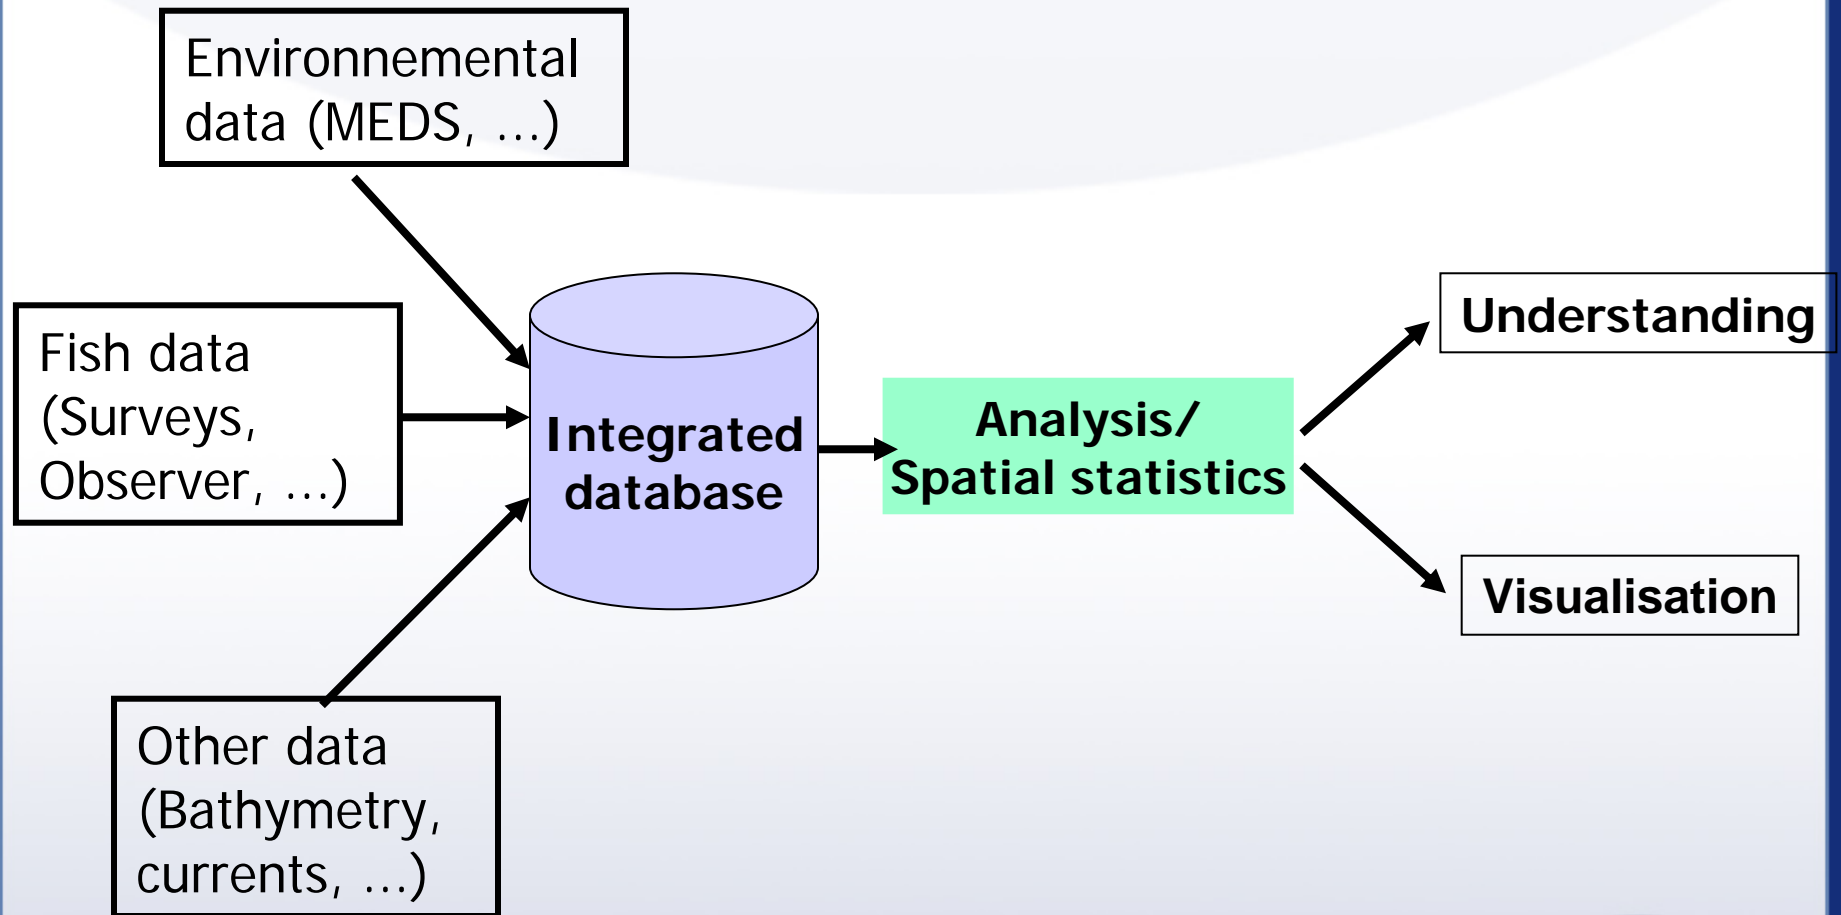 Environnemental
data (MEDS, ...)
Fish data
(Surveys,
Observer, ...)
Other data
(Bathymetry,
currents, ...)
Integrated
database
Analysis/
Spatial statistics
Understanding
Visualisation